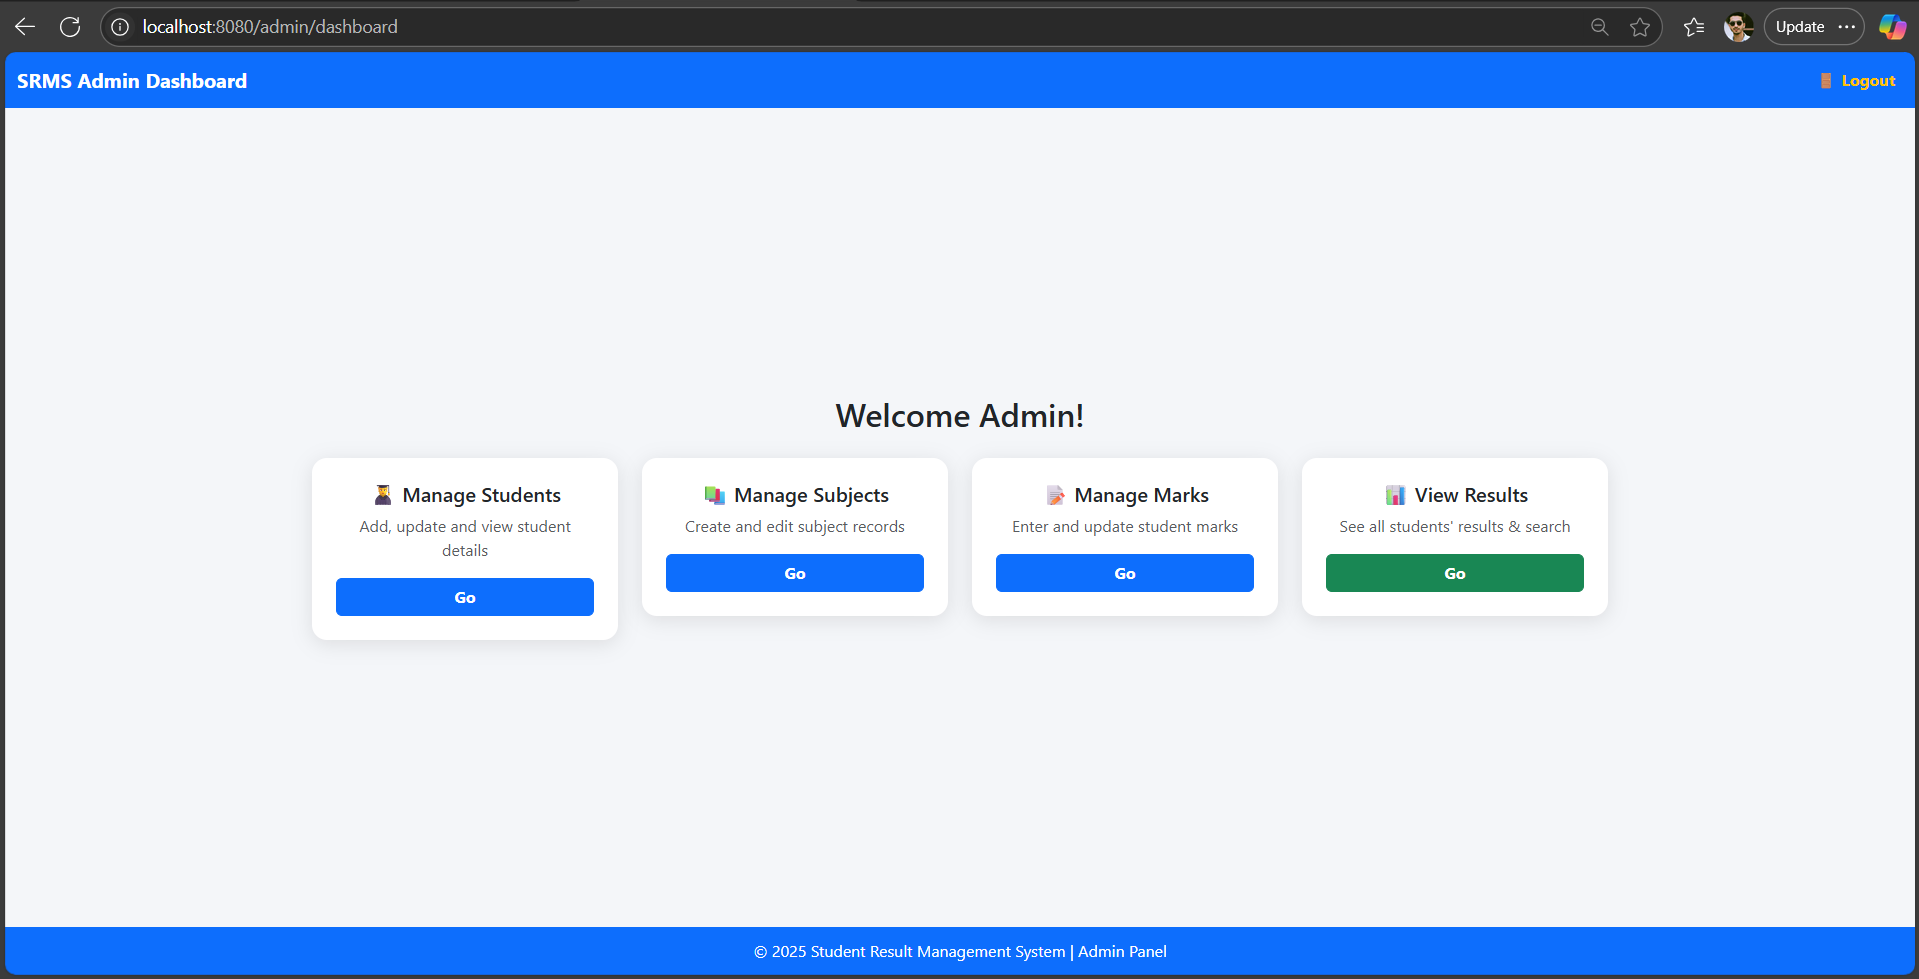 localhost:8080/admin/dashboard
Update
SRMS Admin Dashboard
Logout
Welcome Admin!
Manage Students
Add, update and view student
details
Go
Manage Subjects
Create and edit subject records
Go
Manage Marks
Enter and update student marks
Go
View Results
See all students' results & search
Go
© 2025 Student Result Management System | Admin Panel